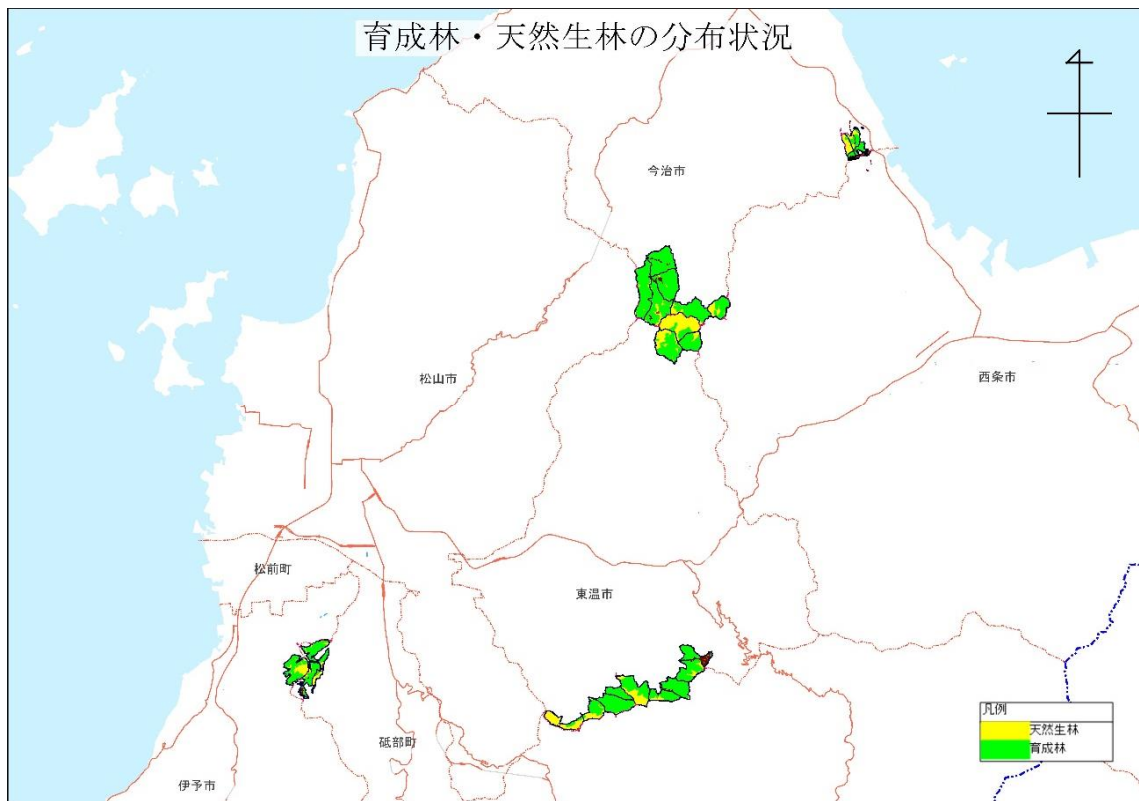 育成林・天然生林の分布状況
今治市
松山市
西条市
松前町
東温市
砥部町
伊予市
凡例
天然生林
育成林